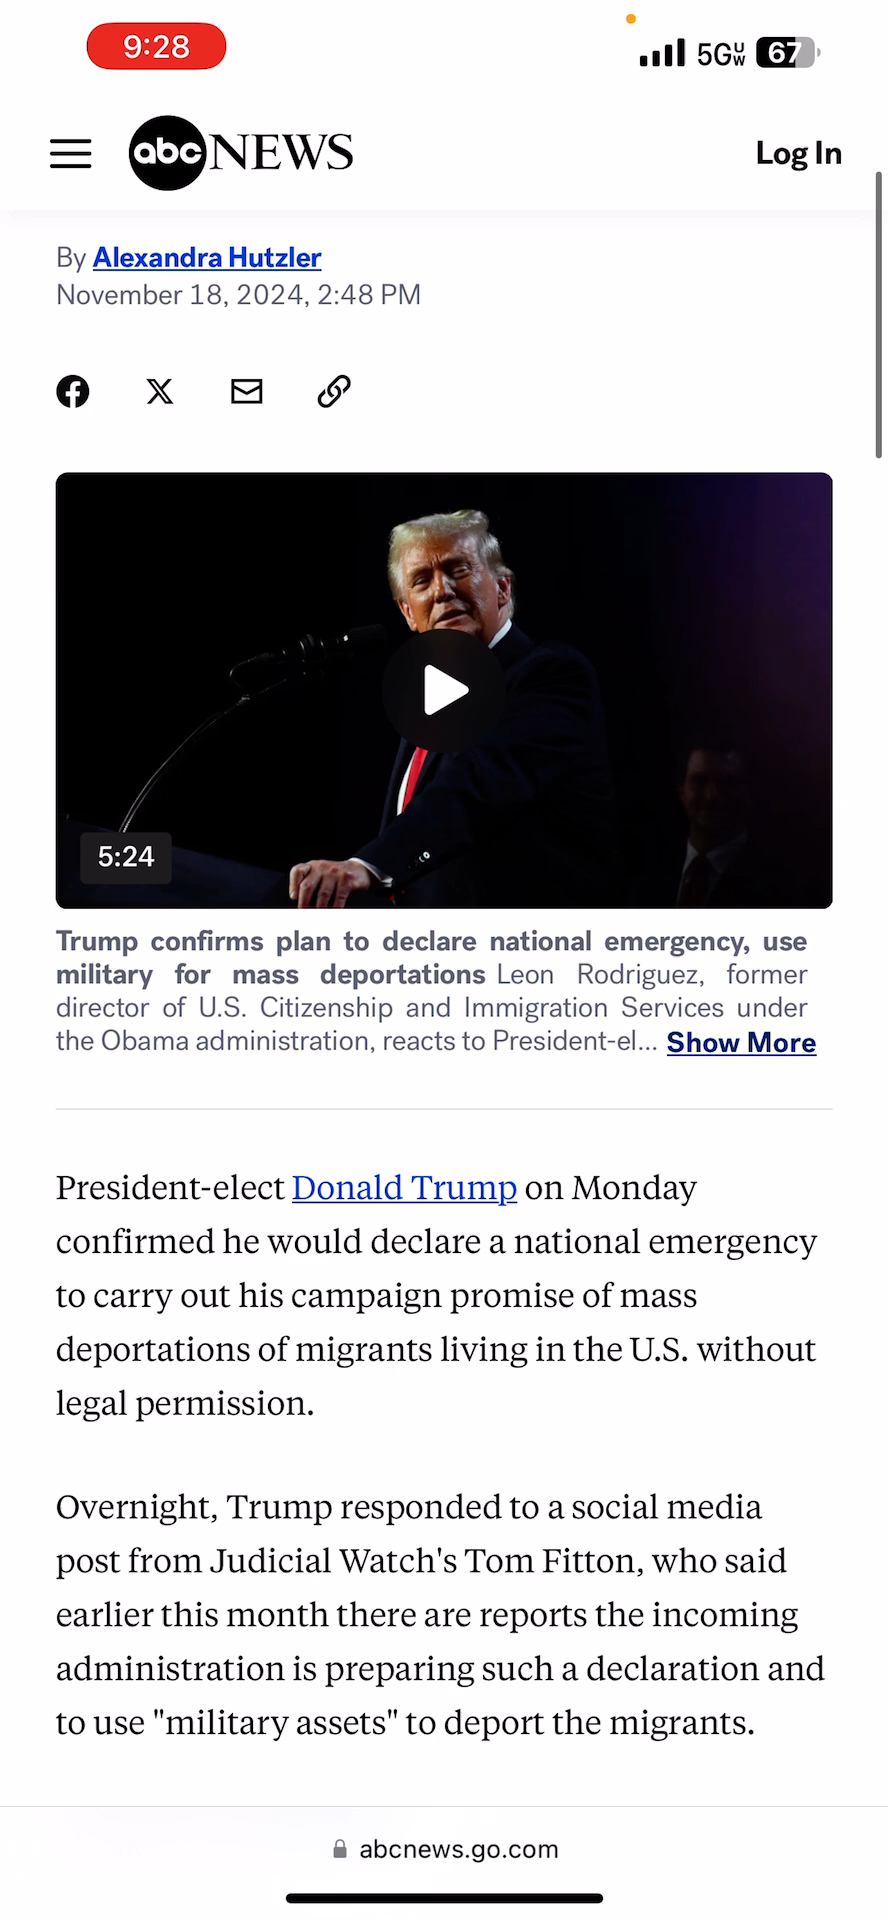 9:28
5G UW 67
abc NEWS
Log In
By Alexandra Hutzler
November 18, 2024, 2:48 PM
5:24
Trump confirms plan to declare national emergency, use
military for mass deportations Leon Rodriguez, former
director of U.S. Citizenship and Immigration Services under
the Obama administration, reacts to President-el... Show More
President-elect Donald Trump on Monday
confirmed he would declare a national emergency
to carry out his campaign promise of mass
deportations of migrants living in the U.S. without
legal permission.
Overnight, Trump responded to a social media
post from Judicial Watch's Tom Fitton, who said
earlier this month there are reports the incoming
administration is preparing such a declaration and
to use "military assets" to deport the migrants.
abcnews.go.com